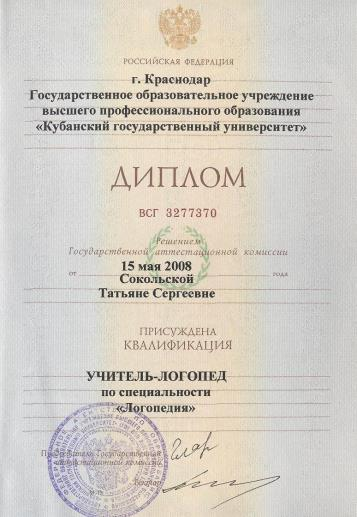 РОССИЙСКАЯ ФЕДЕРАЦИЯ
г. Краснодар
Государственное образовательное учреждение
высшего профессионального образования
«Кубанский государственный университет»
ДИПЛОМ
ВСГ 3277370
Решением
Государственной аттестационной комиссии
от 15 мая 2008 года
Сокольской
Татьяне Сергеевне
ПРИСУЖДЕНА
КВАЛИФИКАЦИЯ
УЧИТЕЛЬ-ЛОГОПЕД
по специальности
«Логопедия»
Председатель Государственной
аттестационной комиссии
Ректор